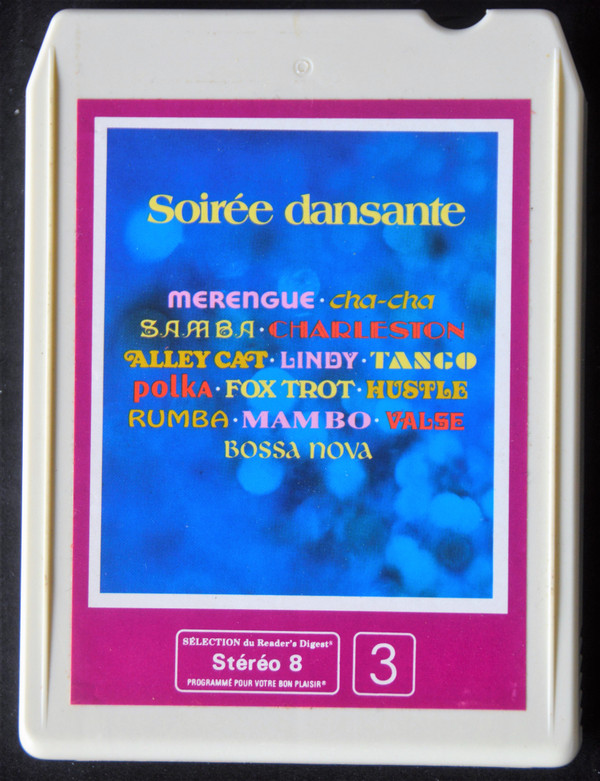 ©
Soirée dansante
MERENGUE · cha-cha
SAMBA · CHARLESTON
ALLEY CAT · LINDY · TANGO
polka · FOX TROT · HUSTLE
RUMBA · MAMBO · VALSE
BOSSA NOVA
SÉLECTION du Reader's Digest®
Stéréo 8
PROGRAMMÉ POUR VOTRE BON PLAISIR®
3